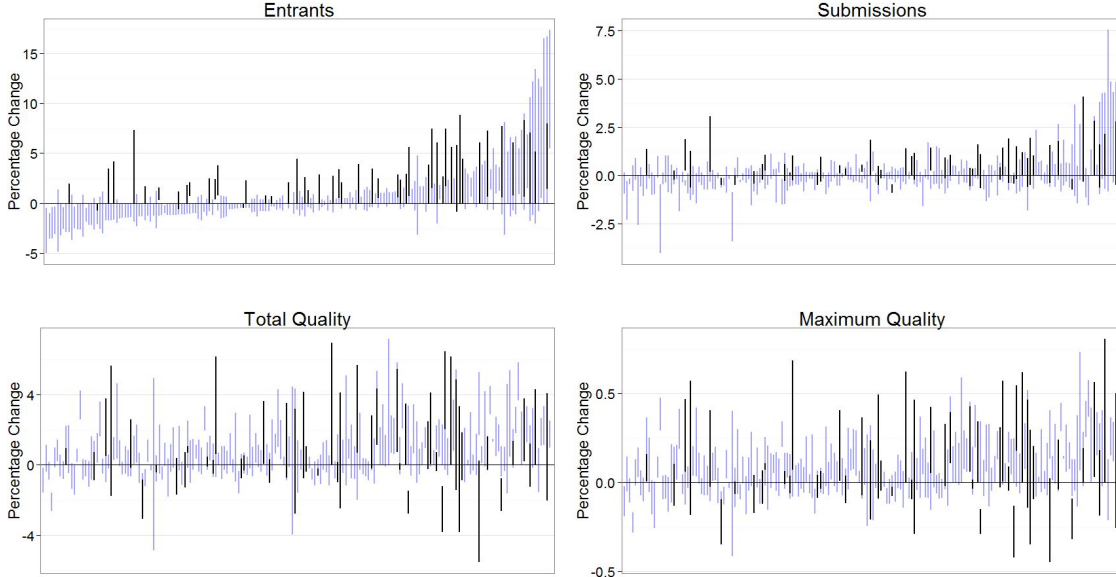 Entrants
Percentage Change
15
10
5
0
-5
Submissions
Percentage Change
7.5
5.0
2.5
0.0
-2.5
Total Quality
Percentage Change
4
0
-4
Maximum Quality
Percentage Change
0.5
0.0
-0.5